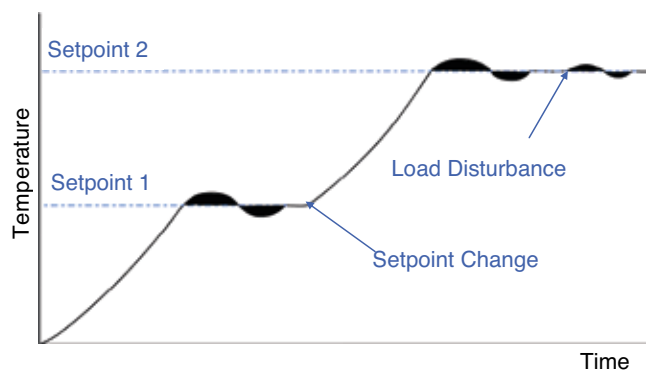 Setpoint 2
Load Disturbance
Setpoint 1
Temperature
Setpoint Change
Time